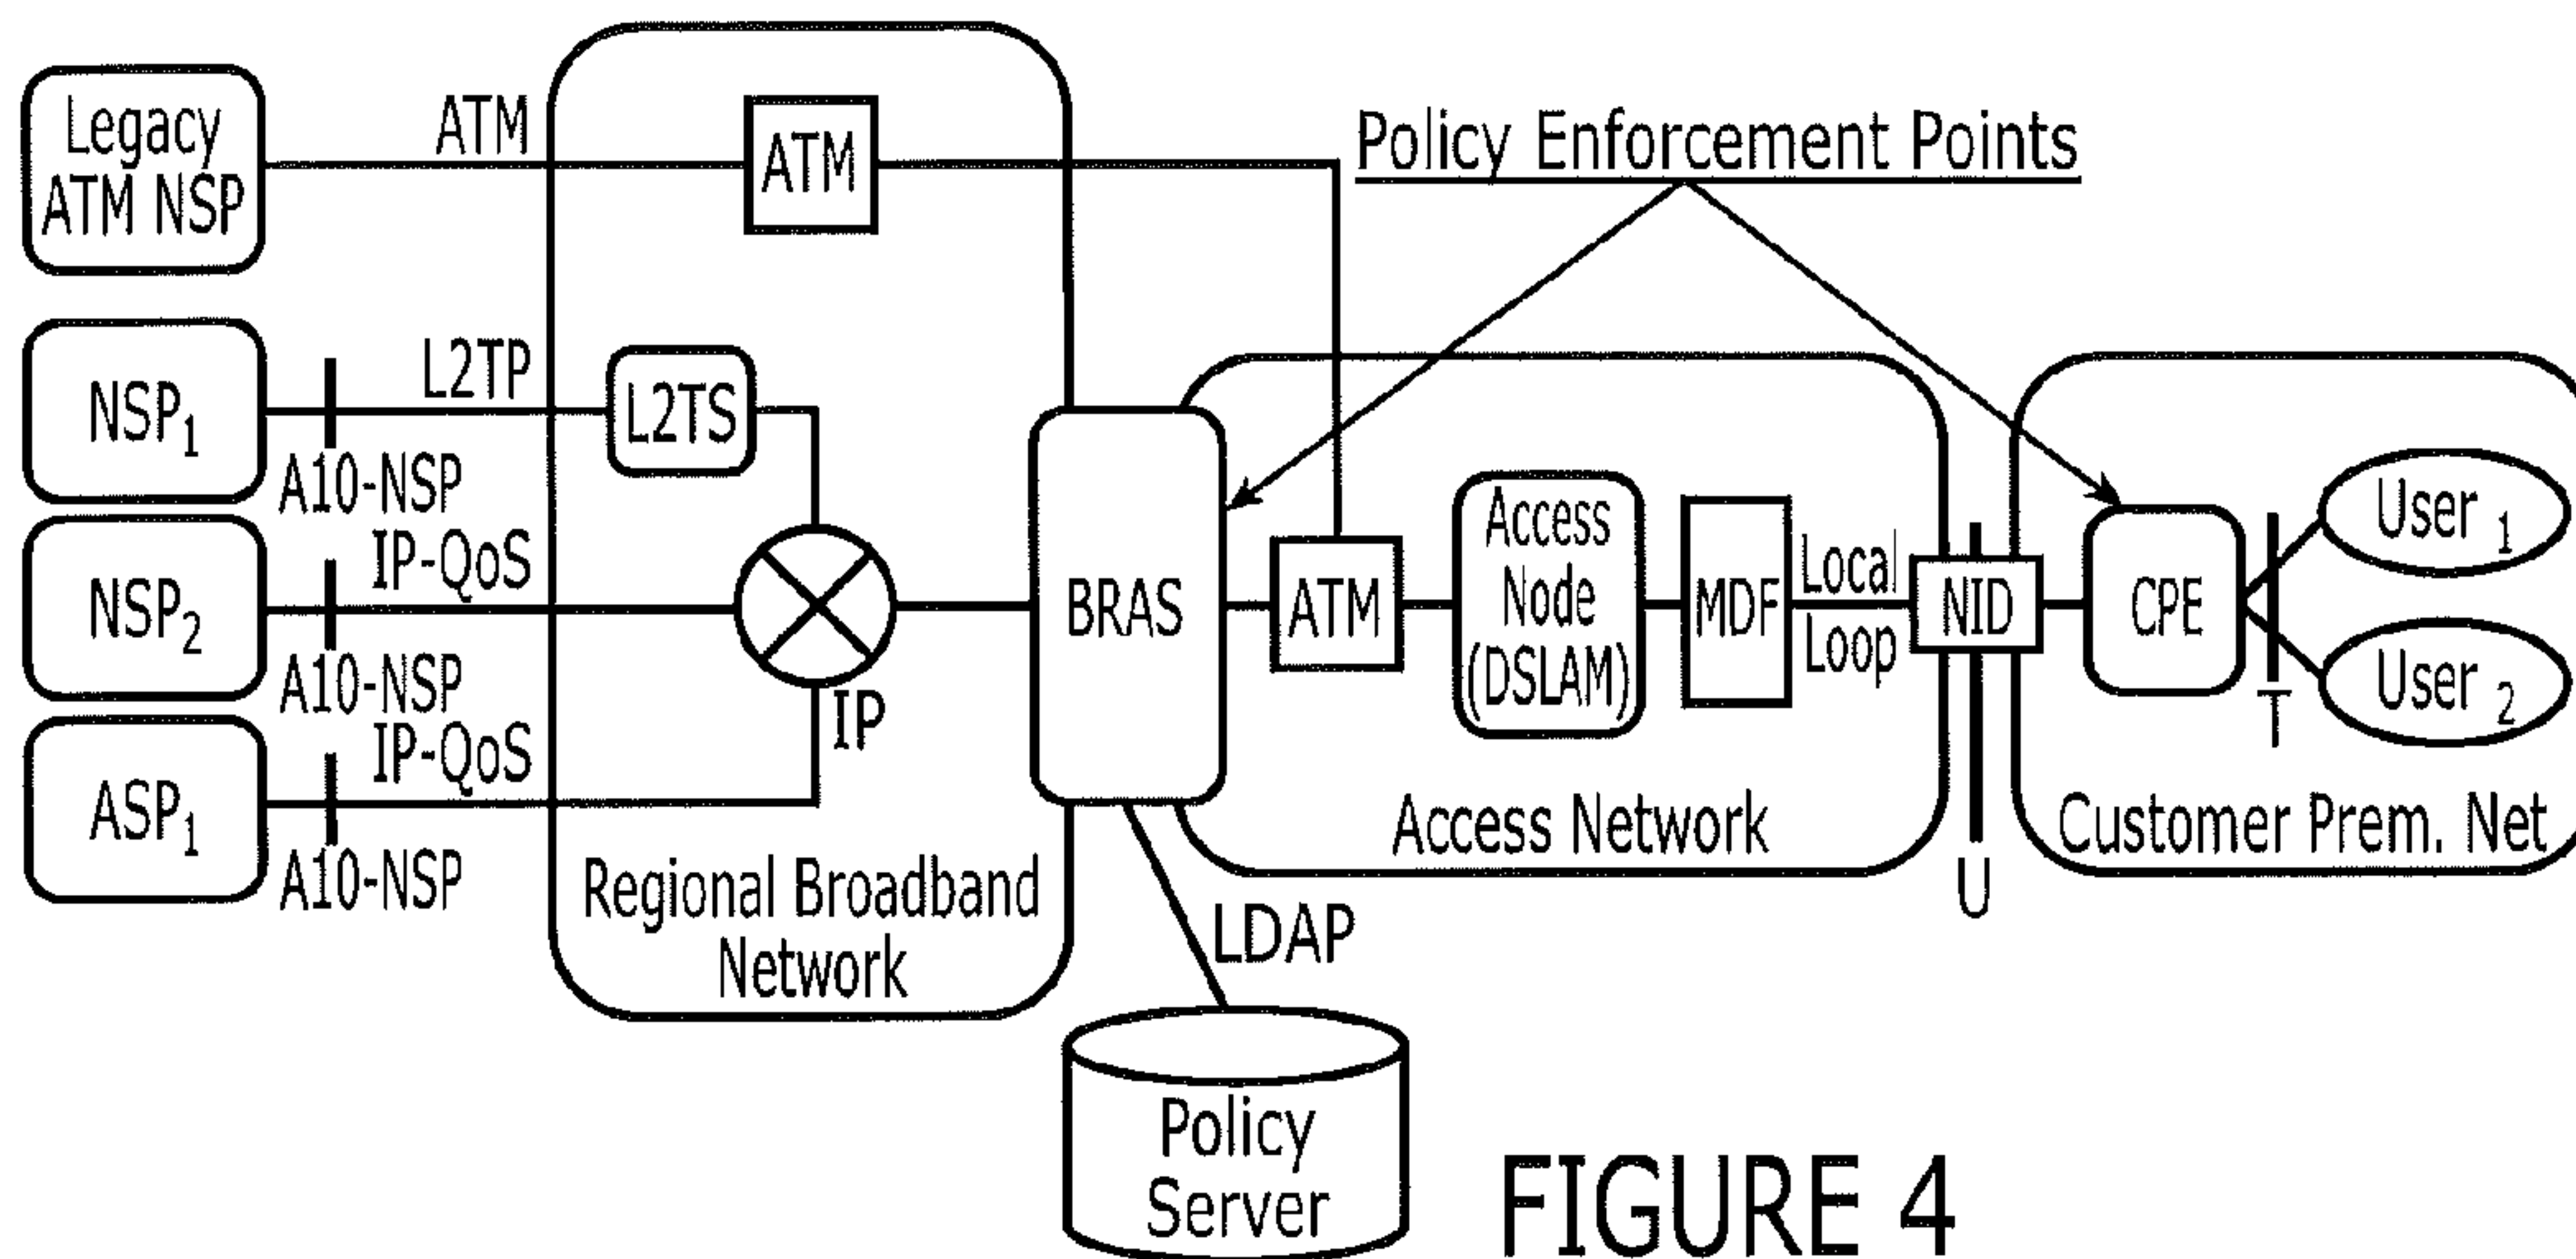 Legacy
ATM NSP
ATM
ATM
Policy Enforcement Points
NSP1
L2TP
A10-NSP
L2TS
NSP2
IP-QoS
A10-NSP
ASP1
IP-QoS
A10-NSP
IP
Regional Broadband
Network
BRAS
ATM
Access
Node
(DSLAM)
MDF
Local
Loop
NID
Access Network
U
CPE
T
User 1
User 2
Customer Prem. Net
LDAP
Policy
Server
FIGURE 4